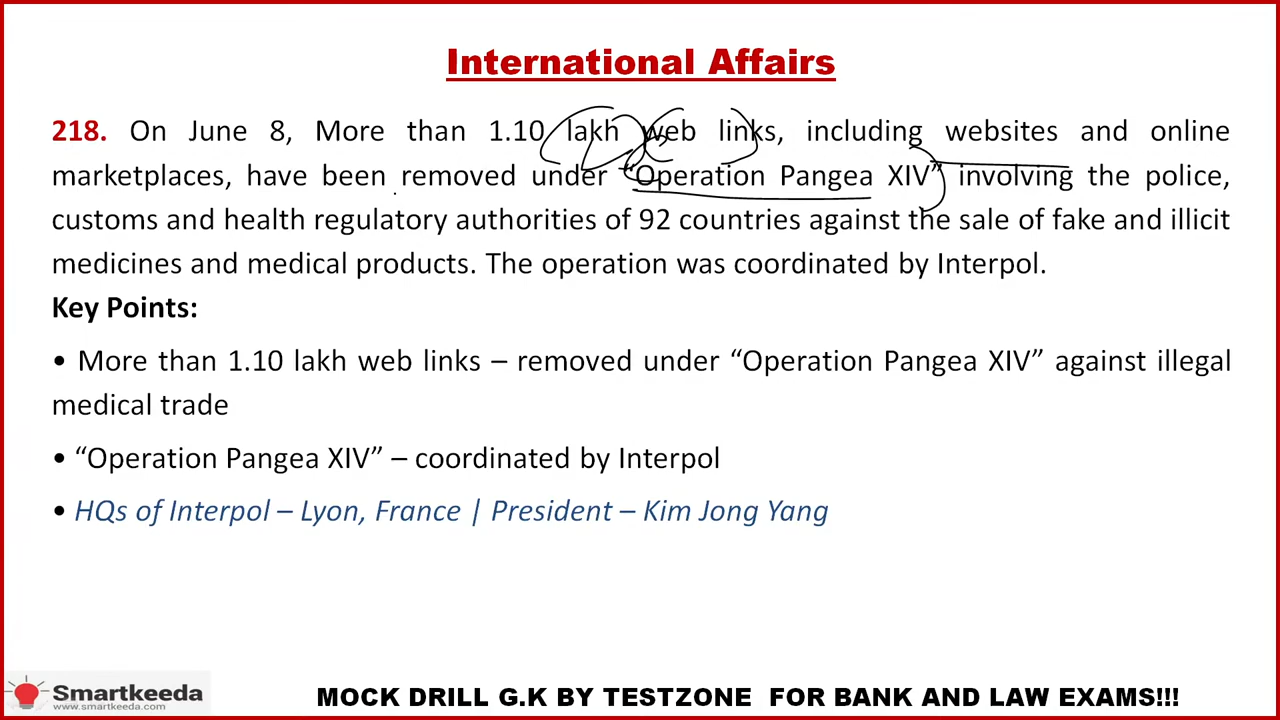 International Affairs
218. On June 8, More than 1.10 lakh web links, including websites and online
marketplaces, have been removed under “Operation Pangea XIV” involving the police,
customs and health regulatory authorities of 92 countries against the sale of fake and illicit
medicines and medical products. The operation was coordinated by Interpol.
Key Points:
• More than 1.10 lakh web links – removed under “Operation Pangea XIV” against illegal
medical trade
• “Operation Pangea XIV” – coordinated by Interpol
• HQs of Interpol – Lyon, France | President – Kim Jong Yang
Smartkeeda
www.smartkeeda.com
MOCK DRILL G.K BY TESTZONE FOR BANK AND LAW EXAMS!!!